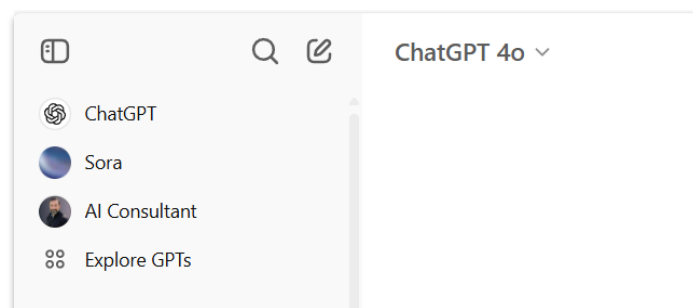 ChatGPT 4o
ChatGPT
Sora
AI Consultant
Explore GPTs